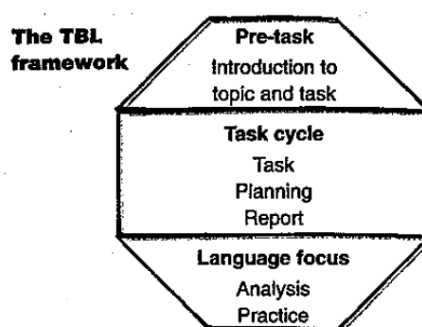 The TBL
framework
Pre-task
Introduction to
topic and task
Task cycle
Task
Planning
Report
Language focus
Analysis
Practice